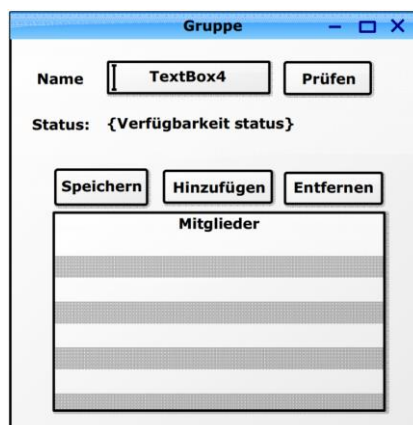 Gruppe
Name TextBox4 Prüfen
Status: {Verfügbarkeit status}
Speichern Hinzufügen Entfernen
Mitglieder